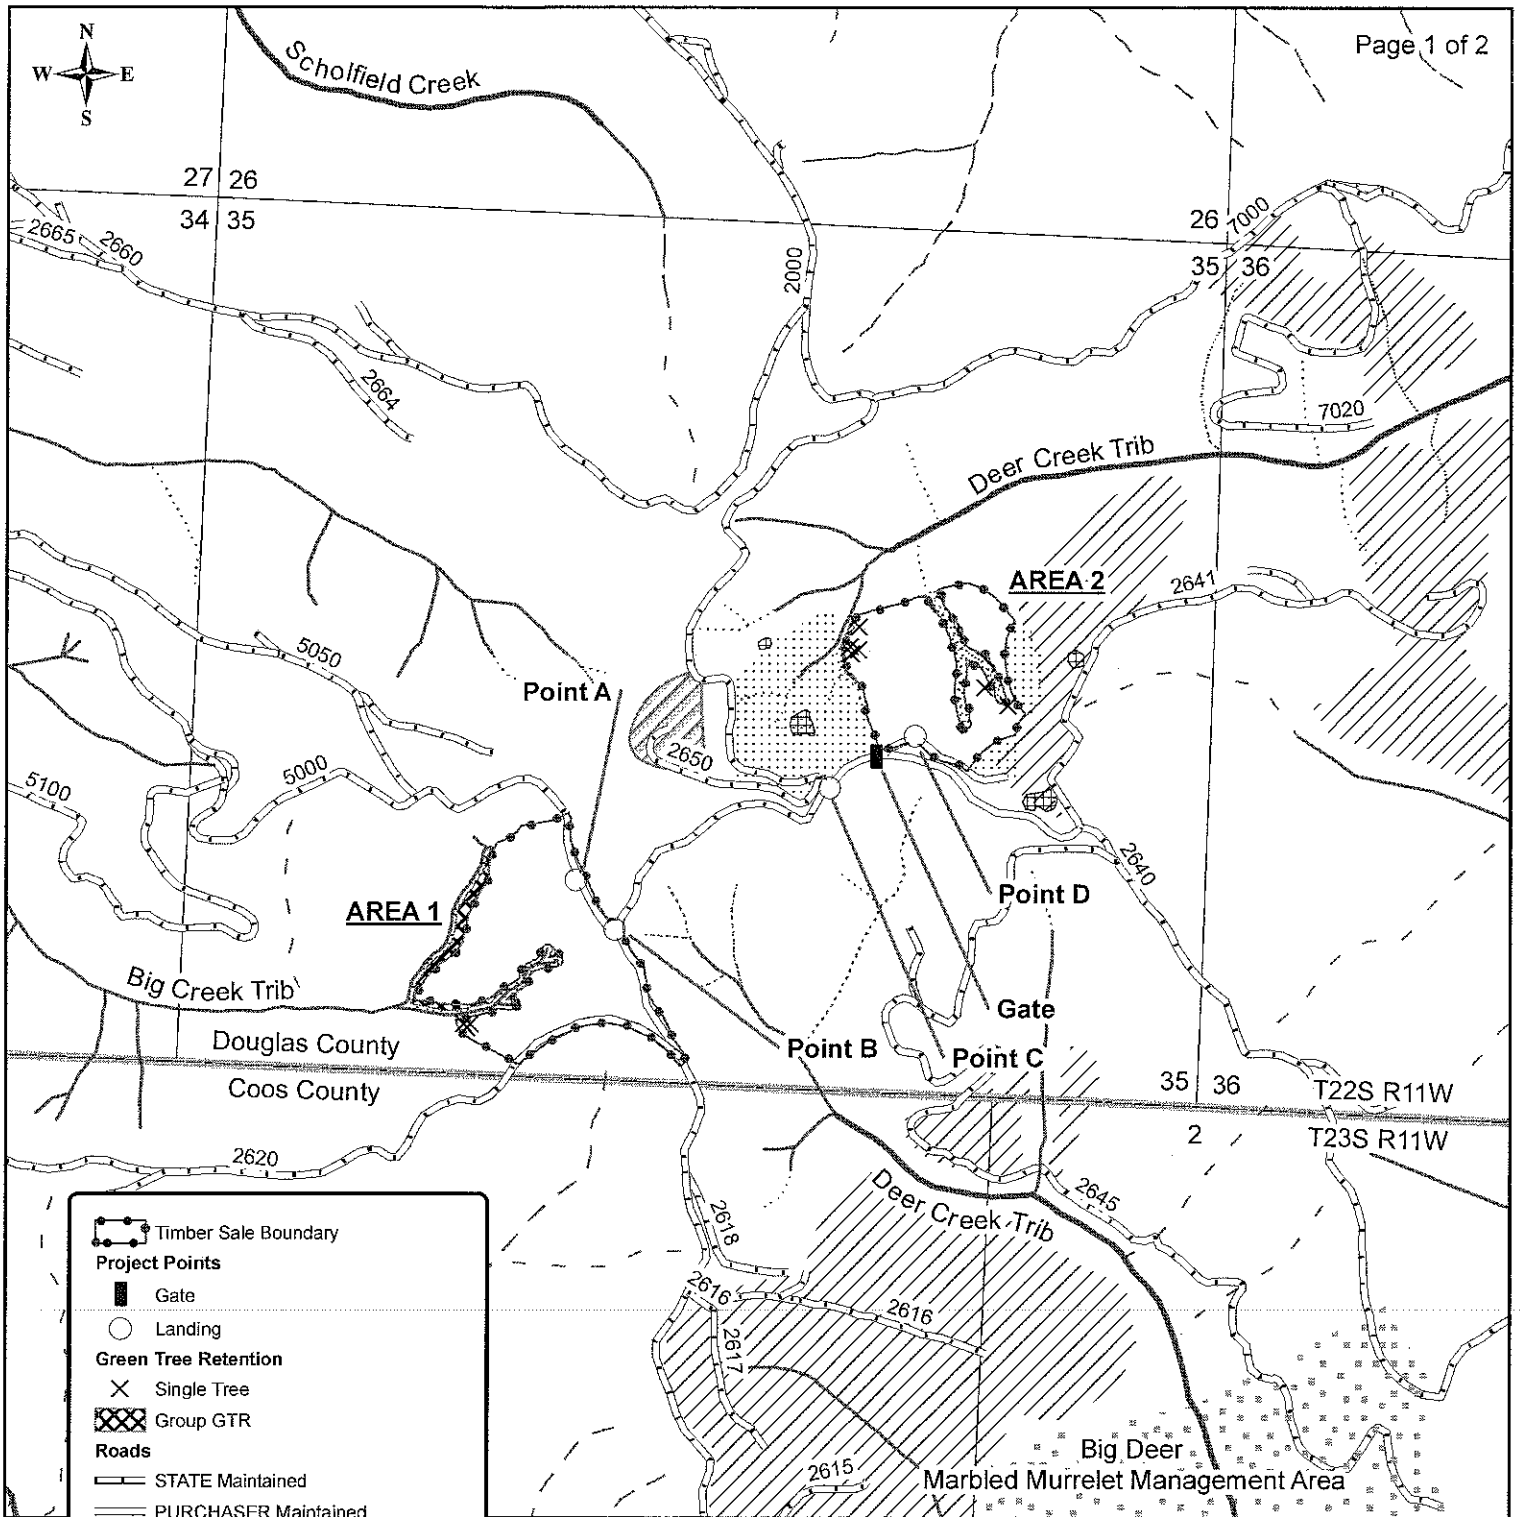 N
W E
S
Page 1 of 2
Scholfield Creek
27 26
34 35
26 7000
35 36
2665
2660
2000
2664
7020
Deer Creek Trib
AREA 2
2641
5050
Point A
2650
5100
5000
2640
Point D
AREA 1
Big Creek Trib
Gate
Point B
Point C
Douglas County
Coos County
35 36
T22S R11W
2
T23S R11W
2620
2645
Deer Creek Trib
2618
2616
2616
2617
2615
Big Deer
Marbled Murrelet Management Area
Timber Sale Boundary
Project Points
Gate
Landing
Green Tree Retention
Single Tree
Group GTR
Roads
STATE Maintained
PURCHASER Maintained